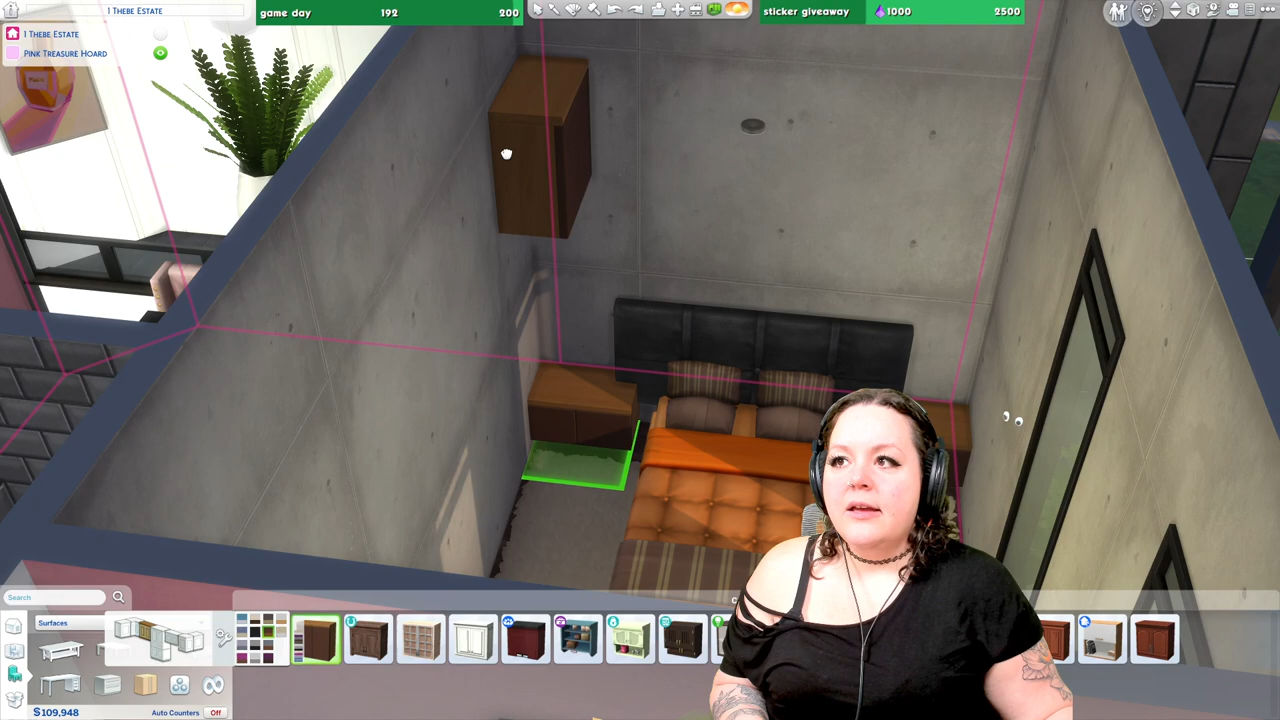 1 THEBE ESTATE
game day 192 200
sticker giveaway 1000 2500
1 THEBE ESTATE
PINK TREASURE HOARD
Search
Surfaces
$109,948
Auto Counters Off